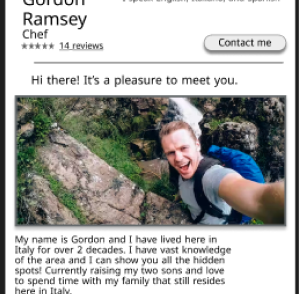 Gordon
I speak English, Italian, and Spanish
Ramsey
Chef
★★★★★ 14 reviews
Contact me
Hi there! It's a pleasure to meet you.
My name is Gordon and I have lived here in
Italy for over 2 decades. I have vast knowledge
of the area and I can show you all the hidden
spots! Currently raising my two sons and love
to spend time with my family that still resides
here in Italy.